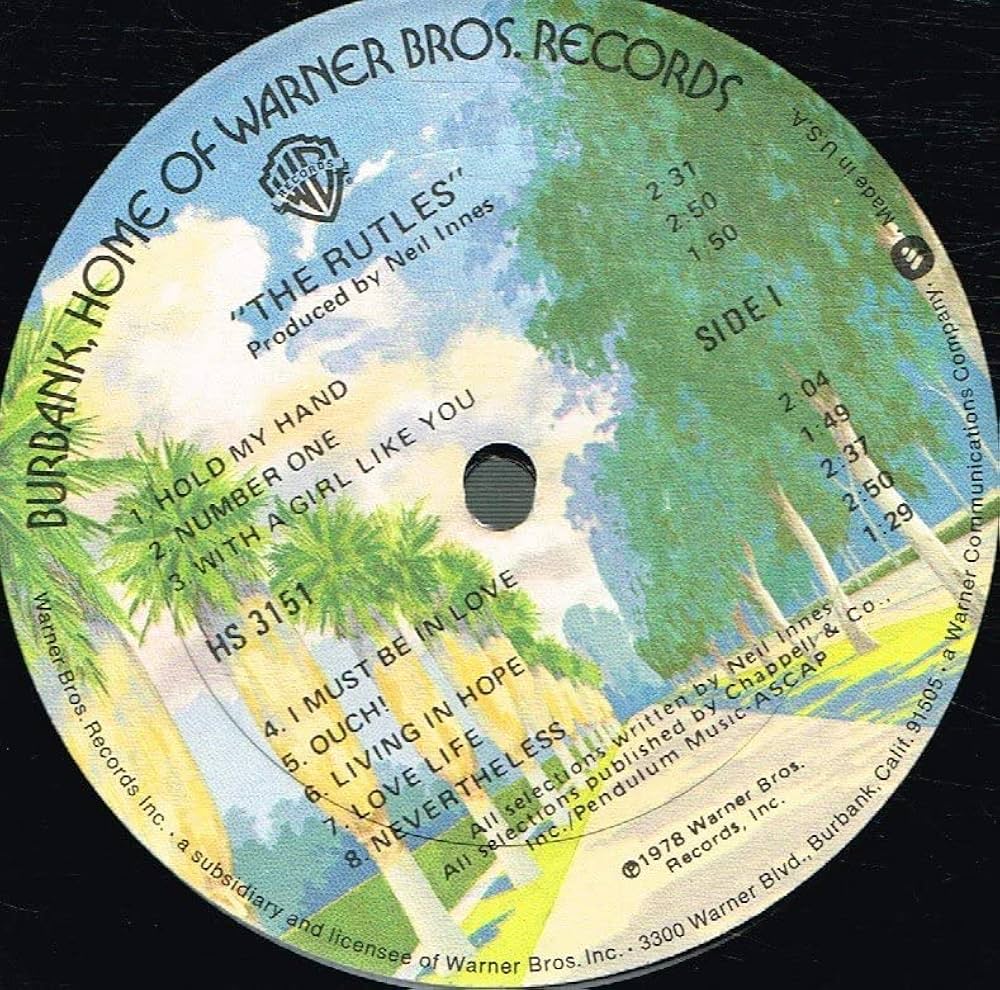 BURBANK, HOME OF WARNER BROS. RECORDS
RECORDS
"THE RUTLES"
Produced by Neil Innes
1. HOLD MY HAND 2:31
2. NUMBER ONE 2:50
3. WITH A GIRL LIKE YOU 1:50
HS 3151 SIDE 1
4. I MUST BE IN LOVE 2:04
5. OUCH! 1:49
6. LIVING IN HOPE 2:37
7. LOVE LIFE 2:50
8. NEVERTHELESS 1:29
All selections written by Neil Innes
All selections published by Chappell & Co.,
Inc./Pendulum Music-ASCAP
℗1978 Warner Bros.
Records, Inc.
Warner Bros. Records Inc. · a subsidiary and licensee of Warner Bros. Inc. · 3300 Warner Blvd., Burbank, Calif. 91505 · a Warner Communications Company. Made in U.S.A.